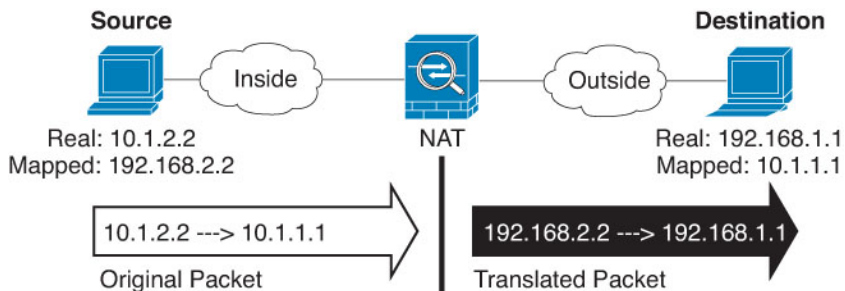 Source
Destination
Inside
Outside
Real: 10.1.2.2
NAT
Real: 192.168.1.1
Mapped: 192.168.2.2
Mapped: 10.1.1.1
10.1.2.2 ---> 10.1.1.1
192.168.2.2 ---> 192.168.1.1
Original Packet
Translated Packet